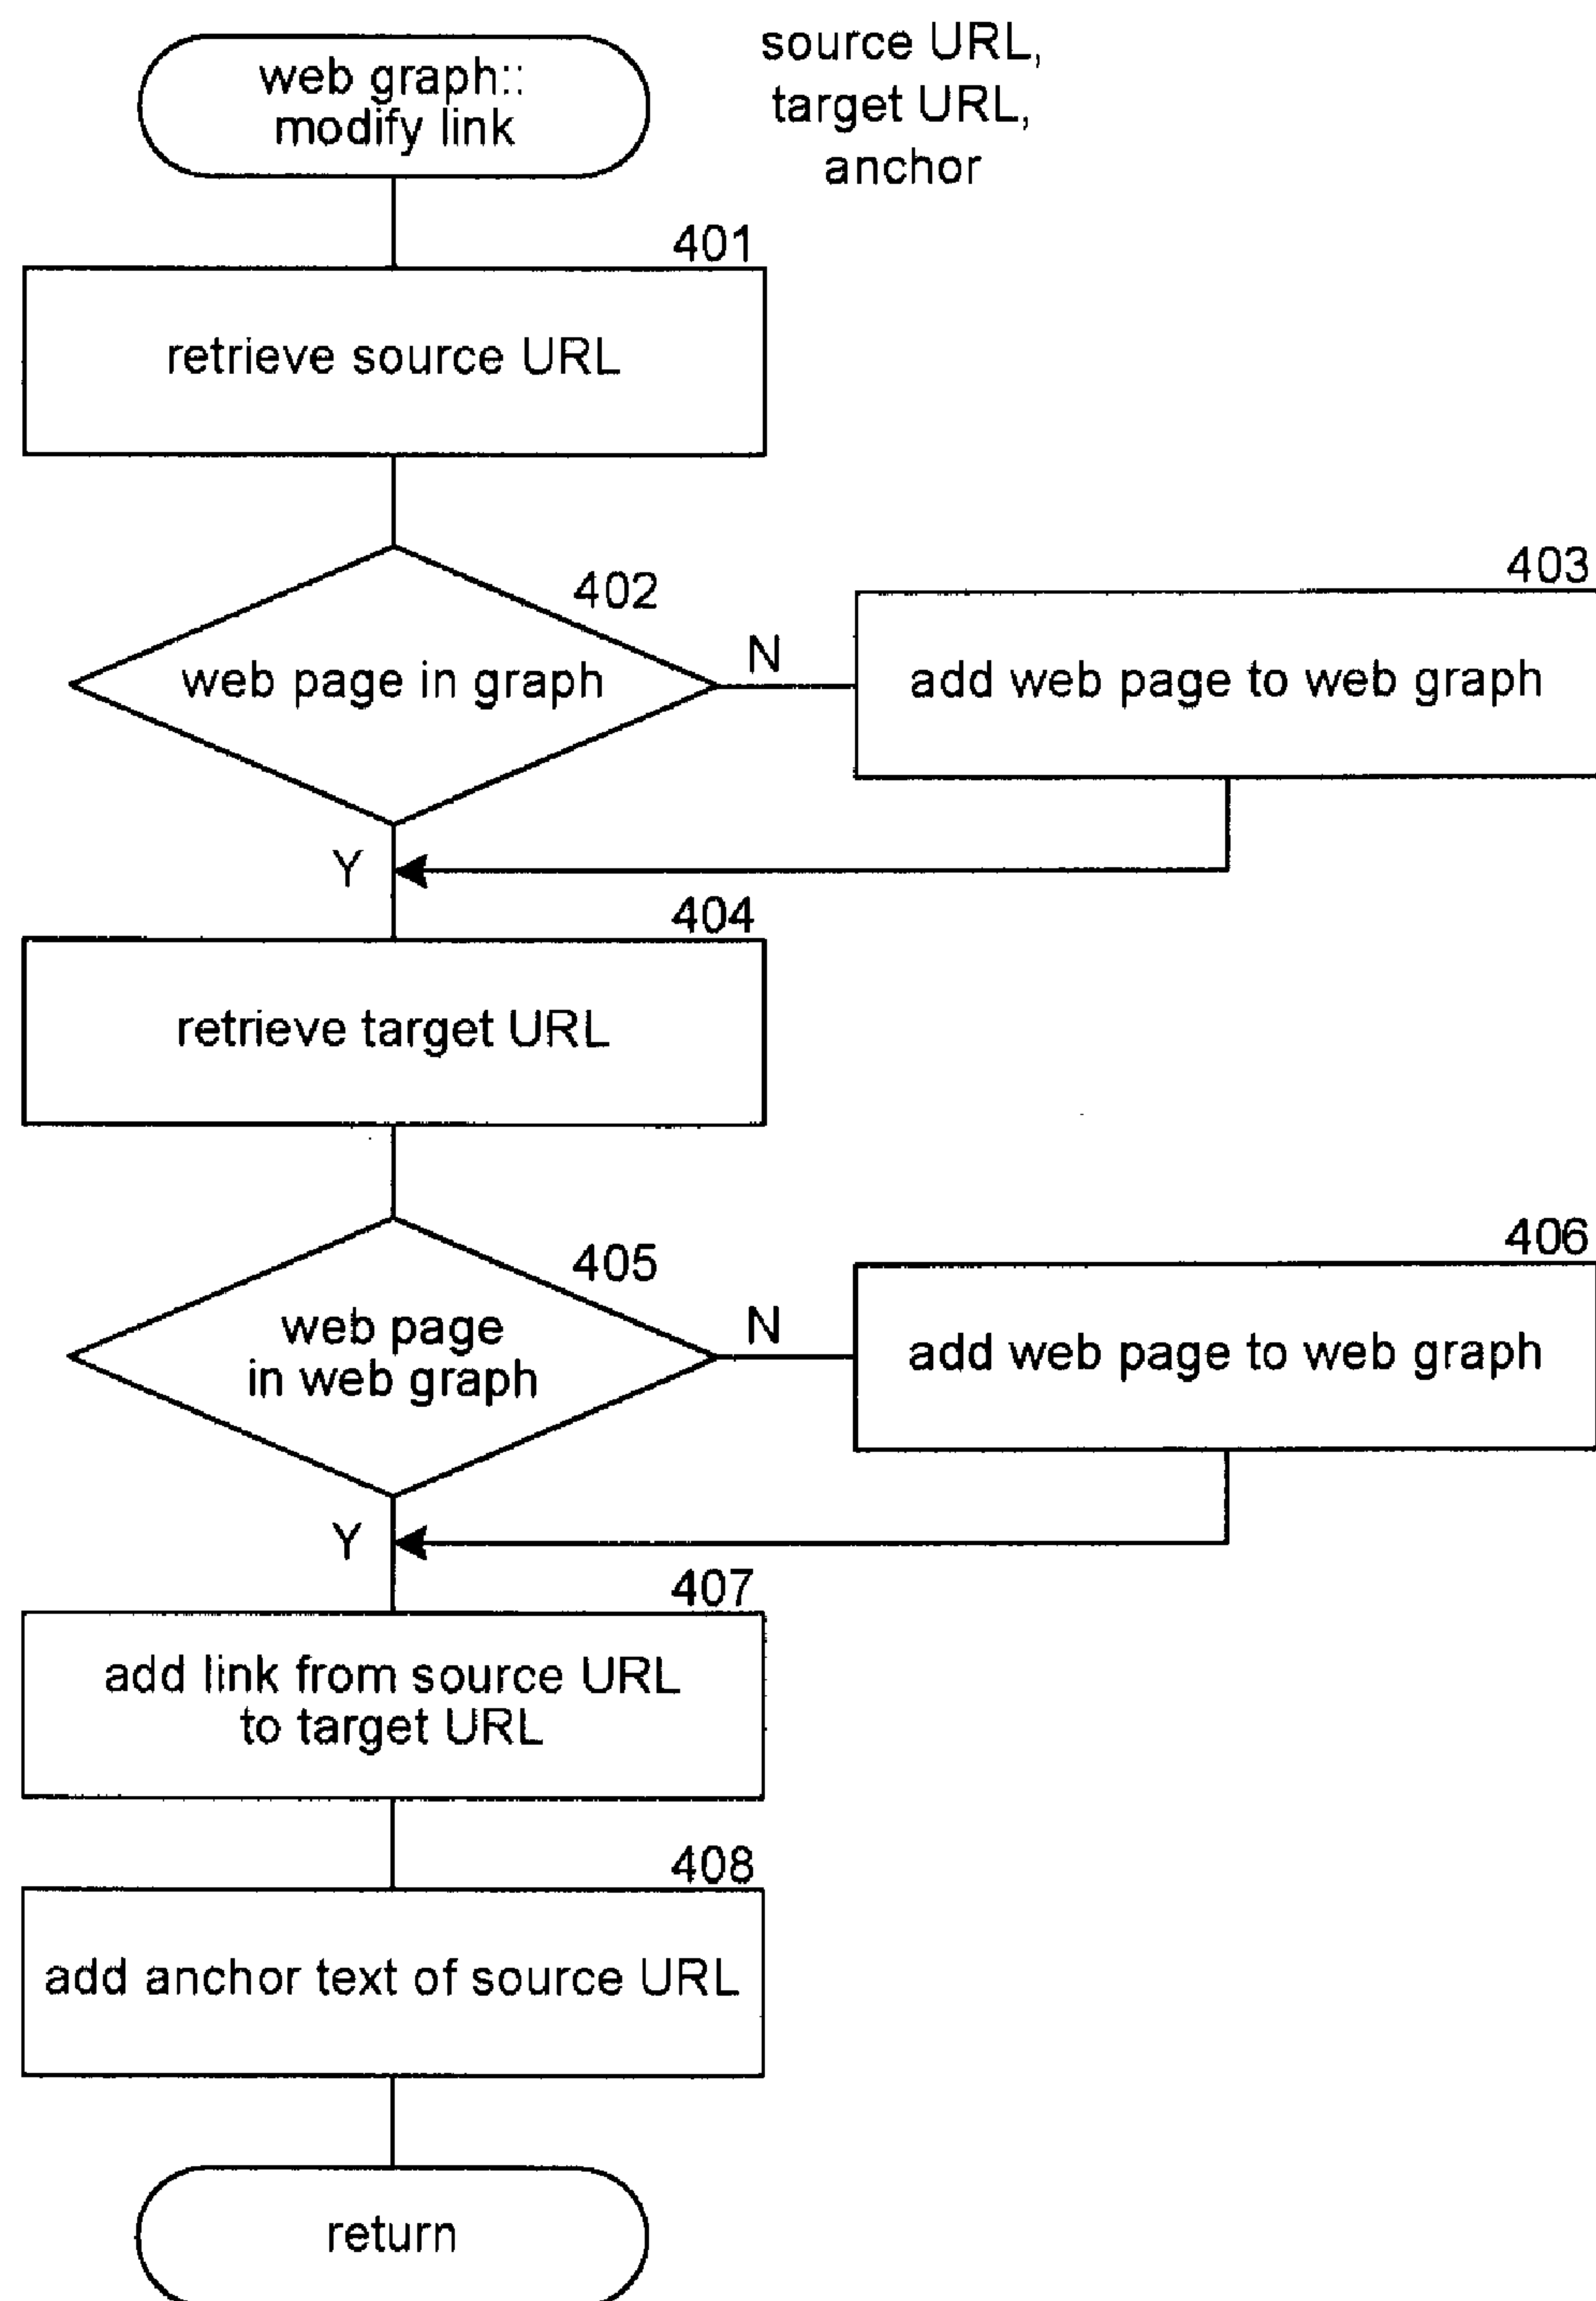 web graph::
modify link
source URL,
target URL,
anchor
401
retrieve source URL
402
web page in graph
N
403
add web page to web graph
Y
404
retrieve target URL
405
web page
in web graph
N
406
add web page to web graph
Y
407
add link from source URL
to target URL
408
add anchor text of source URL
return